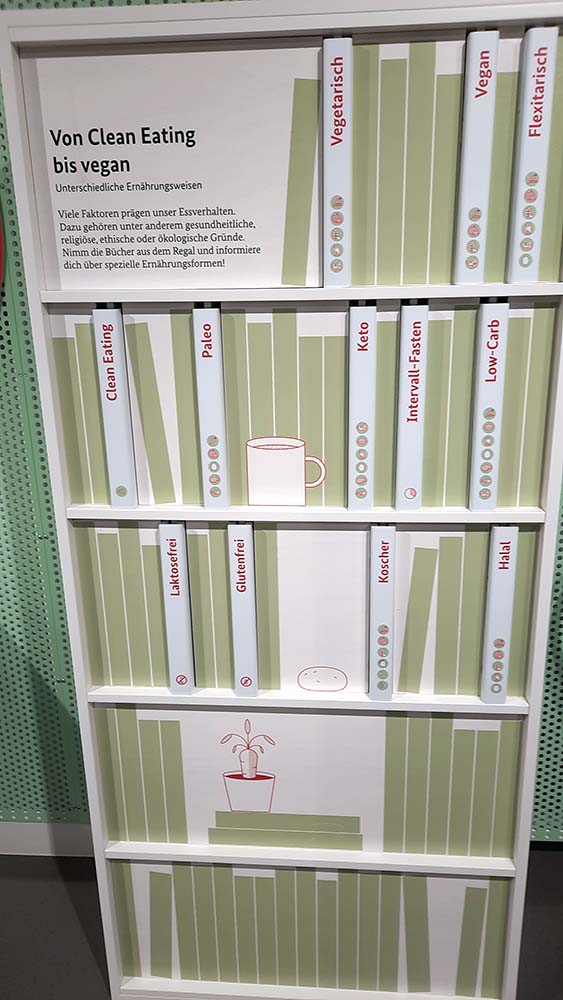 Von Clean Eating
bis vegan
Unterschiedliche Ernährungsweisen
Viele Faktoren prägen unser Essverhalten.
Dazu gehören unter anderem gesundheitliche,
religiöse, ethische oder ökologische Gründe.
Nimm die Bücher aus dem Regal und informiere
dich über spezielle Ernährungsformen!
Vegetarisch
Vegan
Flexitarisch
Clean Eating
Paleo
Keto
Intervall-Fasten
Low-Carb
Laktosefrei
Glutenfrei
Koscher
Halal